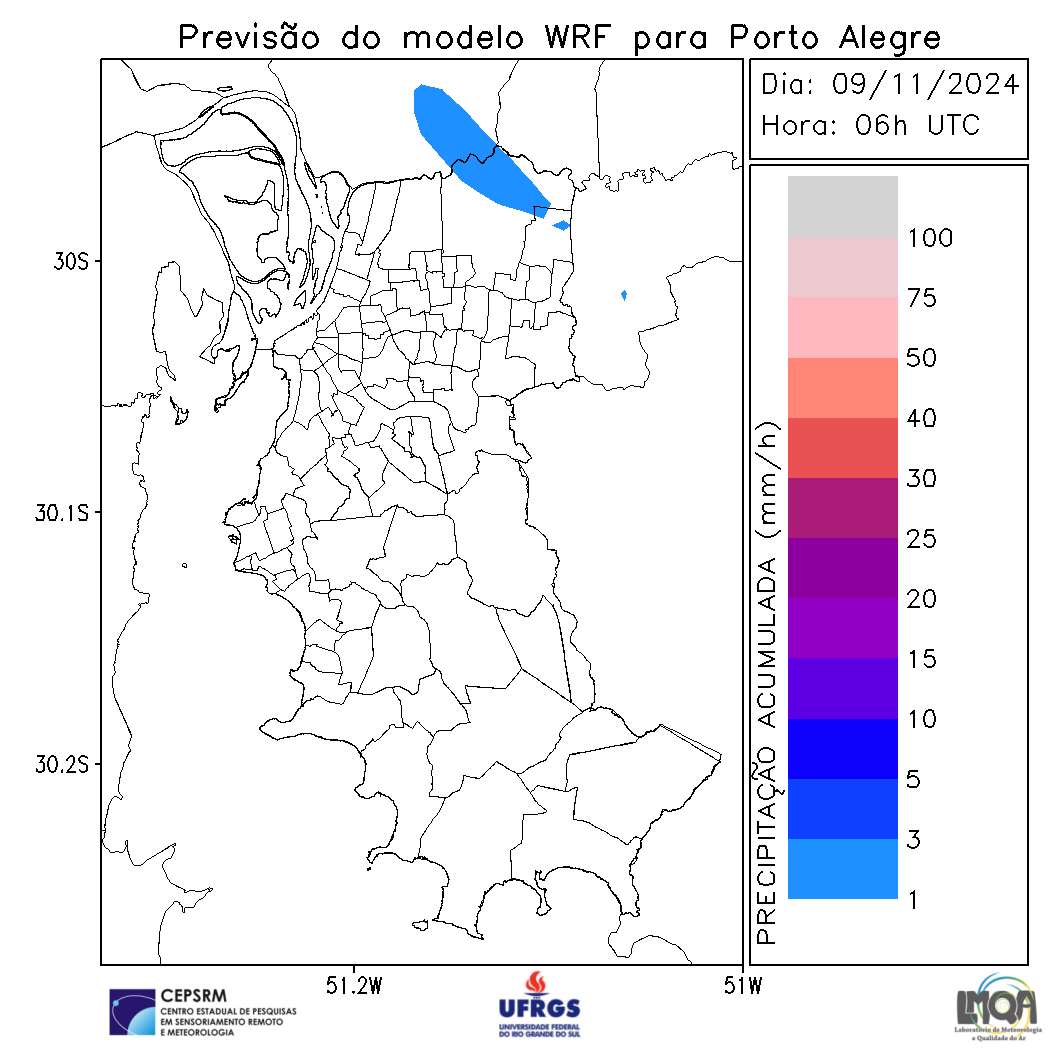 Previsão do modelo WRF para Porto Alegre
Dia: 09/11/2024
Hora: 06h UTC
30S
30.1S
30.2S
51.2W
51W
PRECIPITAÇÃO ACUMULADA (mm/h)
100
75
50
40
30
25
20
15
10
5
3
1
CEPSRM
CENTRO ESTADUAL DE PESQUISAS
EM SENSORIAMENTO REMOTO
E METEOROLOGIA
UFRGS
UNIVERSIDADE FEDERAL
DO RIO GRANDE DO SUL
LMQA
Laboratório de Meteorologia
e Qualidade do Ar